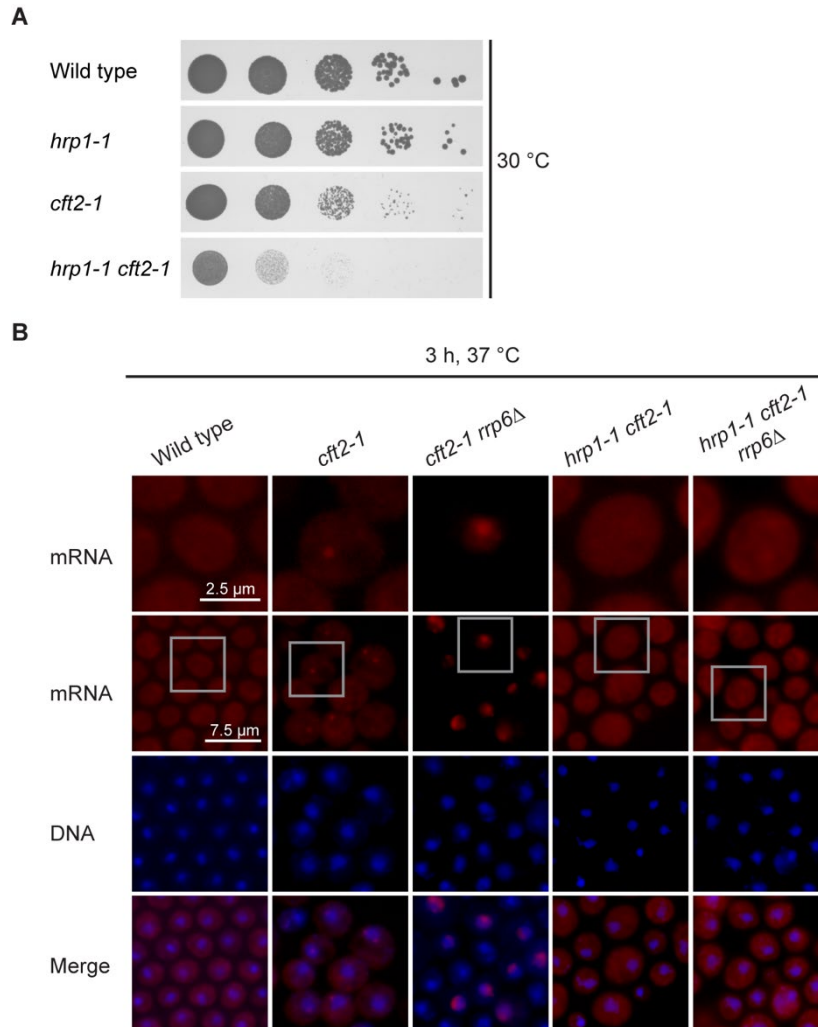 A
Wild type
hrp1-1
cft2-1
hrp1-1 cft2-1
30 °C
B
3 h, 37 °C
Wild type
cft2-1
cft2-1 rrp6Δ
hrp1-1 cft2-1
hrp1-1 cft2-1
rrp6Δ
mRNA
2.5 µm
mRNA
7.5 µm
DNA
Merge